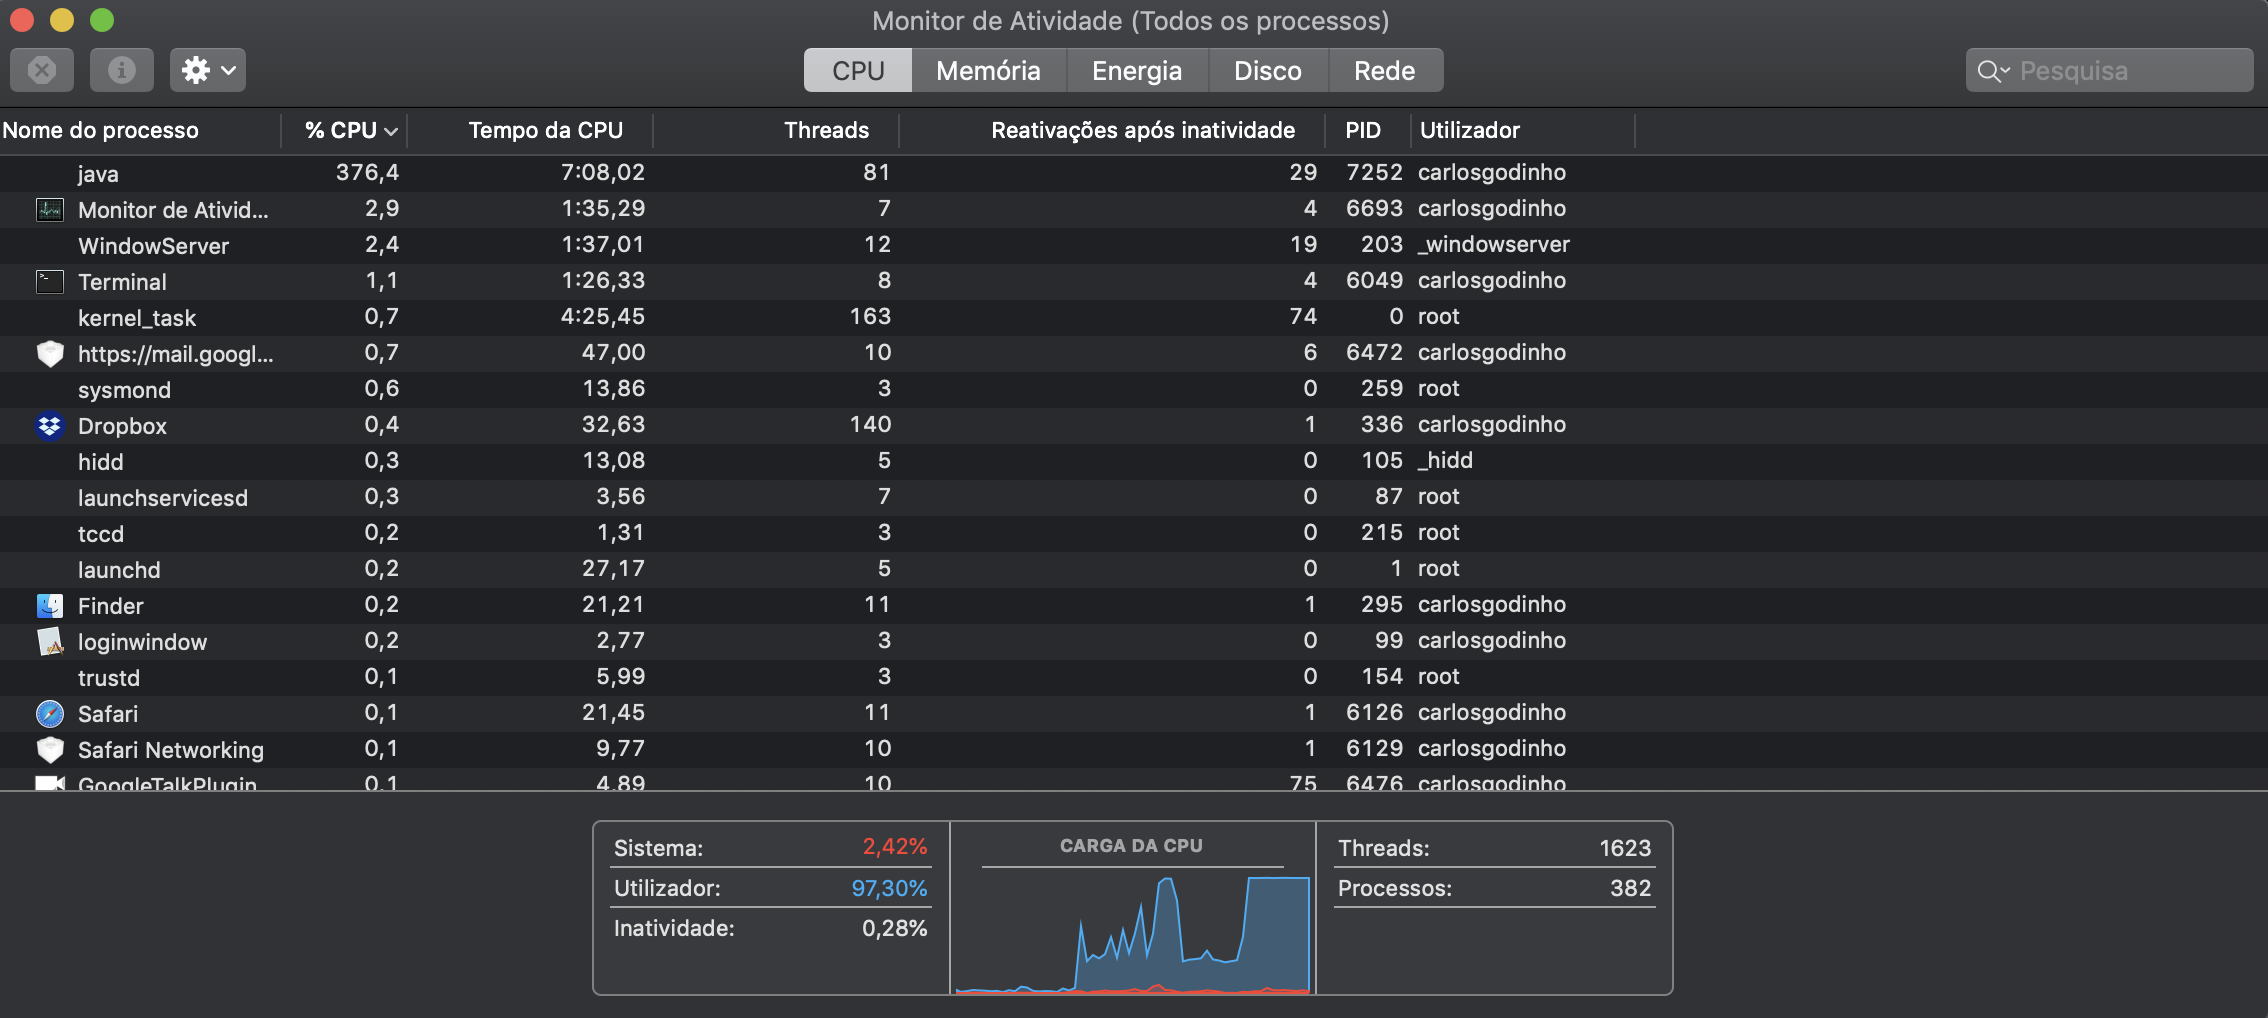 Monitor de Atividade (Todos os processos)
CPU Memória Energia Disco Rede Pesquisa
Nome do processo % CPU Tempo da CPU Threads Reativações após inatividade PID Utilizador
java 376,4 7:08,02 81 29 7252 carlosgodinho
Monitor de Ativid... 2,9 1:35,29 7 4 6693 carlosgodinho
WindowServer 2,4 1:37,01 12 19 203 _windowserver
Terminal 1,1 1:26,33 8 4 6049 carlosgodinho
kernel_task 0,7 4:25,45 163 74 0 root
https://mail.googl... 0,7 47,00 10 6 6472 carlosgodinho
sysmond 0,6 13,86 3 0 259 root
Dropbox 0,4 32,63 140 1 336 carlosgodinho
hidd 0,3 13,08 5 0 105 _hidd
launchservicesd 0,3 3,56 7 0 87 root
tccd 0,2 1,31 3 0 215 root
launchd 0,2 27,17 5 0 1 root
Finder 0,2 21,21 11 1 295 carlosgodinho
loginwindow 0,2 2,77 3 0 99 carlosgodinho
trustd 0,1 5,99 3 0 154 root
Safari 0,1 21,45 11 1 6126 carlosgodinho
Safari Networking 0,1 9,77 10 1 6129 carlosgodinho
GoogleTalkPlugin 0,1 4,89 10 75 6476 carlosgodinho
Sistema: 2,42%
Utilizador: 97,30%
Inatividade: 0,28%
CARGA DA CPU
Threads: 1623
Processos: 382